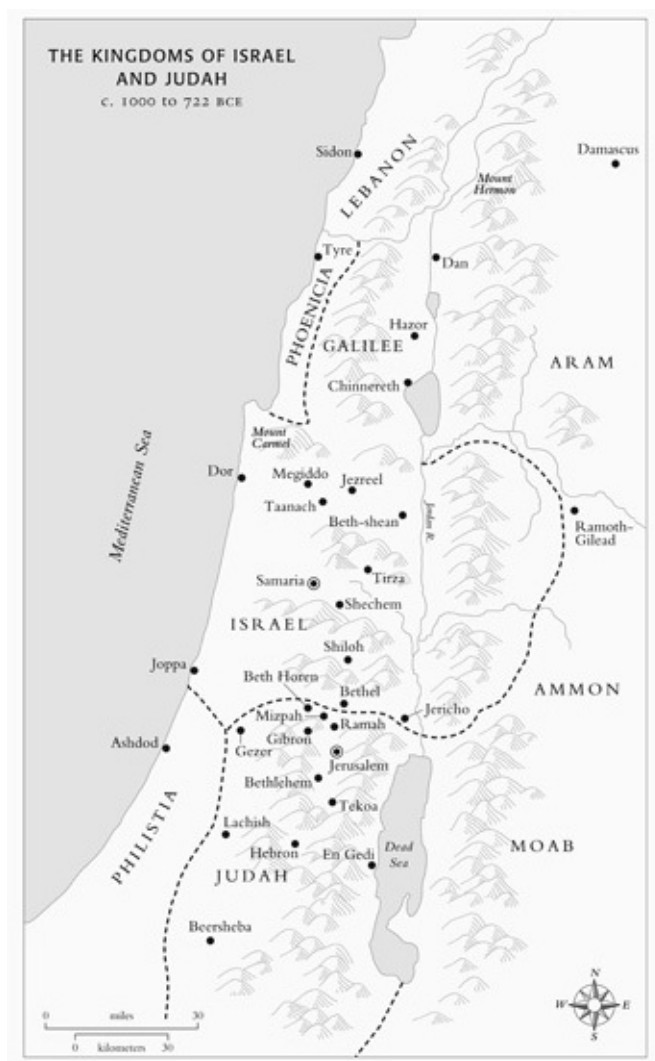 THE KINGDOMS OF ISRAEL
AND JUDAH
c. 1000 to 722 BCE
Sidon
LEBANON
Damascus
Mount
Hermon
Tyre
Dan
PHOENICIA
Hazor
GALILEE
ARAM
Chinnereth
Mount
Carmel
Mediterranean Sea
Dor
Megiddo
Jezreel
Taanach
Beth-shean
Jordan R.
Ramoth-
Gilead
Samaria
Tirza
Shechem
ISRAEL
Shiloh
Joppa
Beth Horen
Bethel
AMMON
Mizpah
Ramah
Jericho
Ashdod
Gezer
Gibron
Jerusalem
Bethlehem
Tekoa
PHILISTIA
Lachish
Hebron
En Gedi
Dead
Sea
MOAB
JUDAH
Beersheba
N
W
E
S
0 miles 30
0 kilometers 30